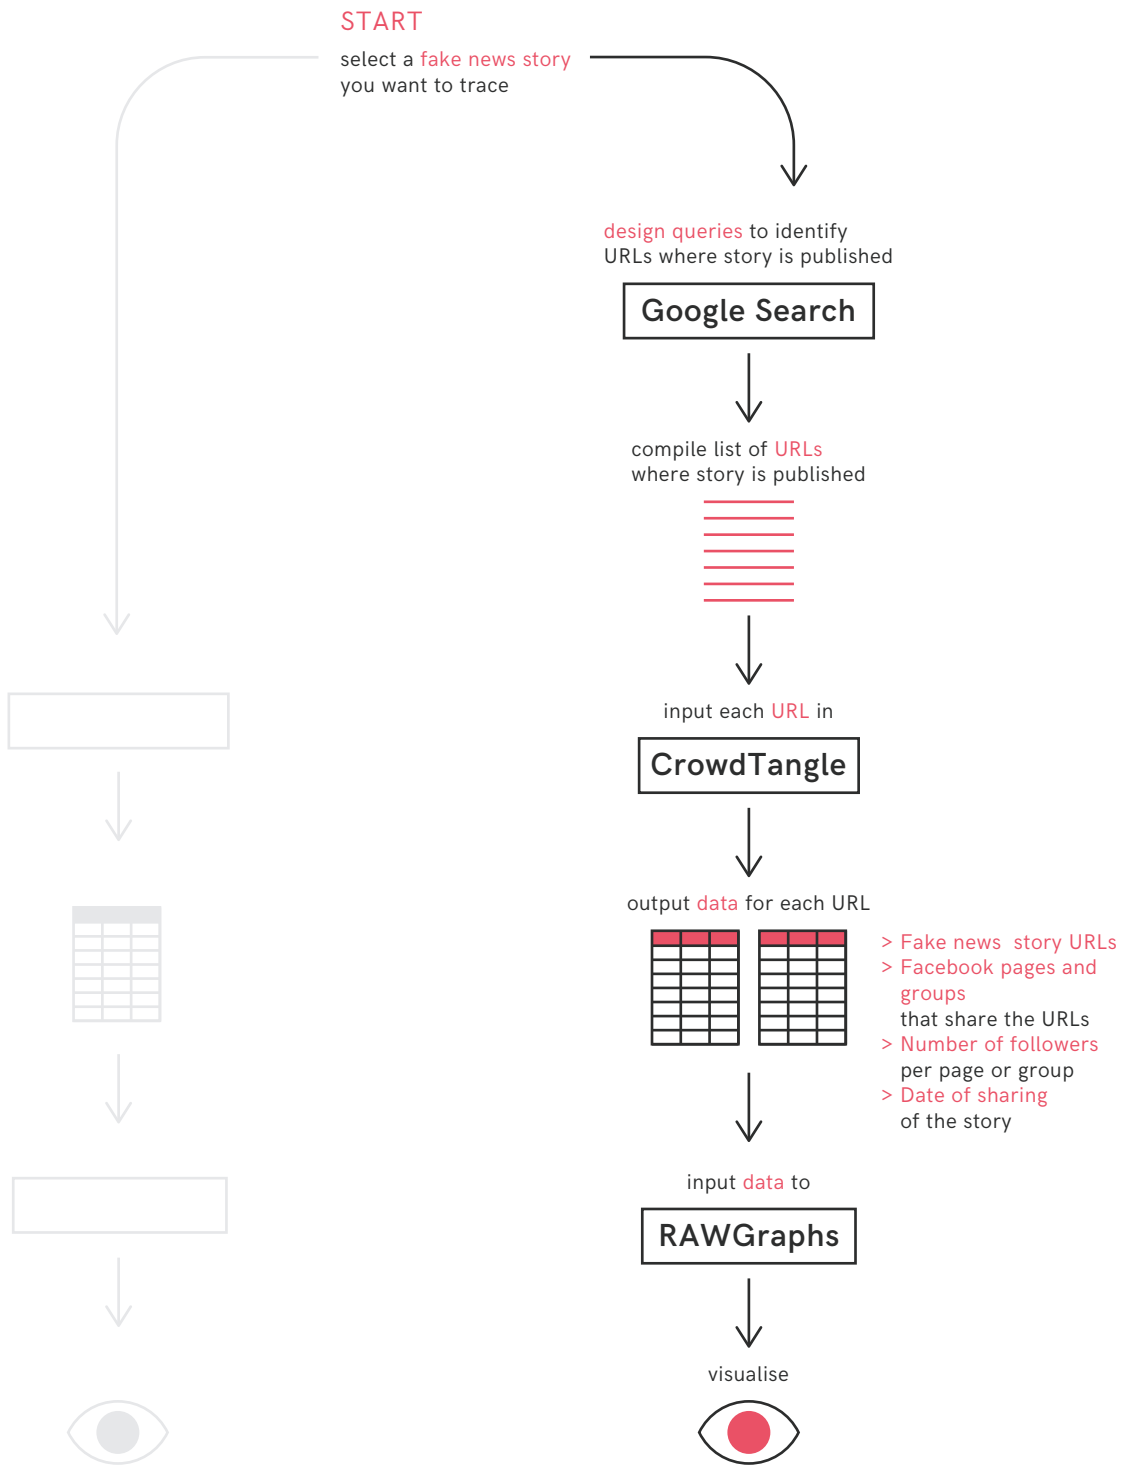 START
select a fake news story
you want to trace
design queries to identify
URLs where story is published
Google Search
compile list of URLs
where story is published
input each URL in
CrowdTangle
output data for each URL
> Fake news  story URLs
> Facebook pages and
groups
that share the URLs
> Number of followers
per page or group
> Date of sharing
of the story
input data to
RAWGraphs
visualise